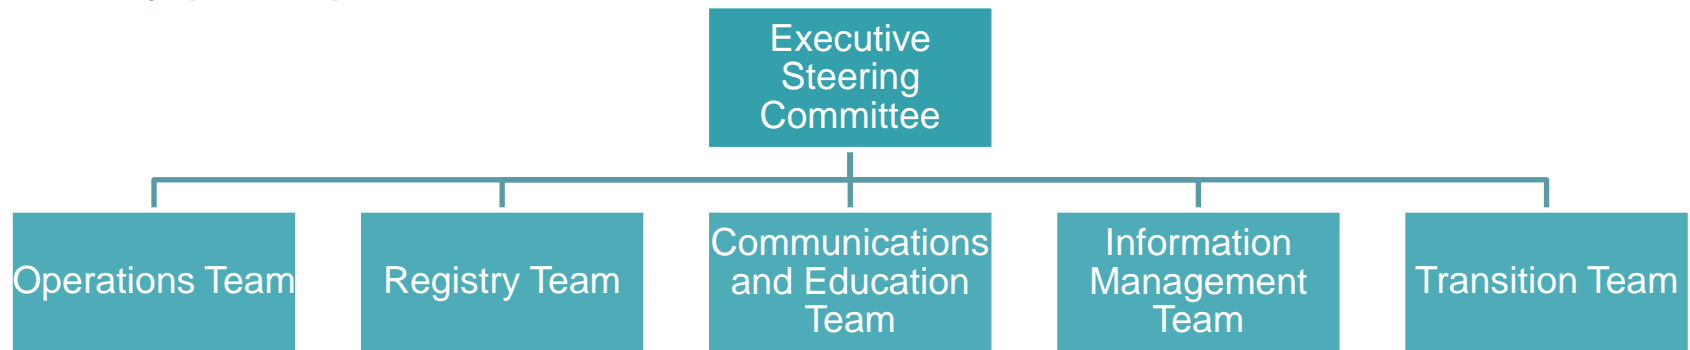 Executive
Steering
Committee
Operations Team
Registry Team
Communications
and Education
Team
Information
Management
Team
Transition Team